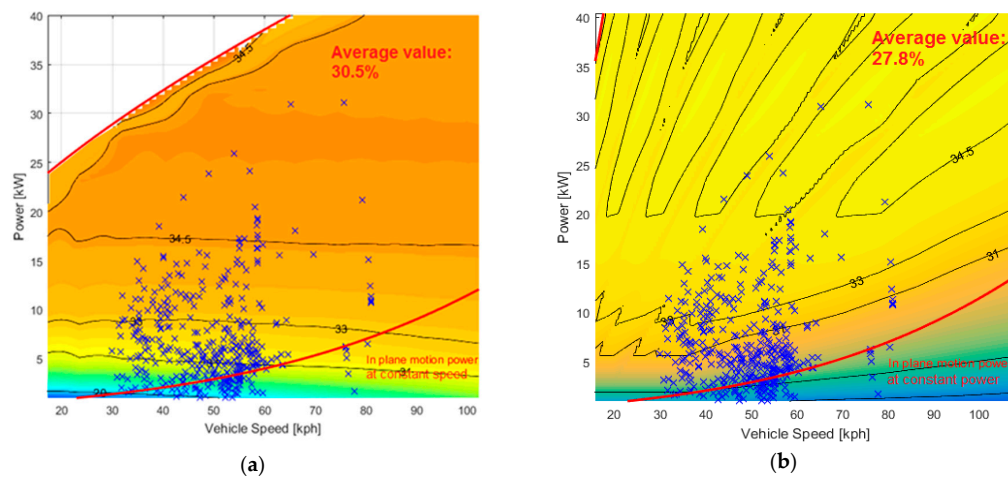 40
35
30
25
20
15
10
5
Power [kW]
20 30 40 50 60 70 80 90 100
Vehicle Speed [kph]
Average value:
30.5%
34.5
34.5
33
31
20
In plane motion power
at constant speed
(a)
40
35
30
25
20
15
10
5
Power [kW]
20 30 40 50 60 70 80 90 100
Vehicle Speed [kph]
Average value:
27.8%
34.5
31
33
In plane motion power
at constant power
(b)